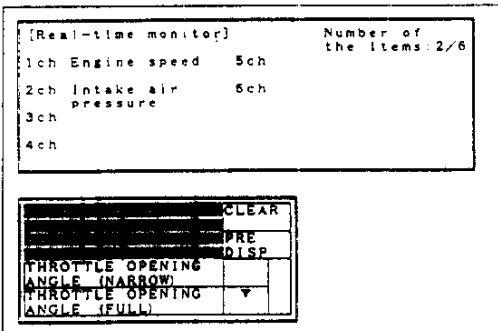 [Real-time monitor]
Number of
the items:2/6
1ch Engine speed 5ch
2ch Intake air
pressure
6ch
3ch
4ch
CLEAR
PRE
DISP
THROTTLE OPENING
ANGLE (NARROW)
THROTTLE OPENING
ANGLE (FULL)
▼